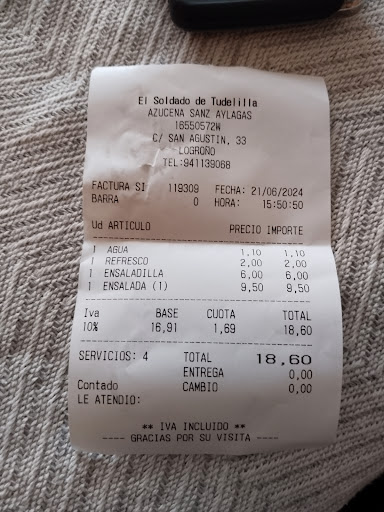 El Soldado de Tudelilla
AZUCENA SANZ AYLAGAS
16550572W
C/ SAN AGUSTIN, 33
LOGROÑO
TEL:941139068
FACTURA SI 119309 FECHA: 21/06/2024
BARRA 0 HORA: 15:50:50
Ud ARTICULO PRECIO IMPORTE
1 AGUA 1,10 1,10
1 REFRESCO 2,00 2,00
1 ENSALADILLA 6,00 6,00
1 ENSALADA (1) 9,50 9,50
Iva BASE CUOTA TOTAL
10% 16,91 1,69 18,60
SERVICIOS: 4 TOTAL 18,60
ENTREGA 0,00
Contado CAMBIO 0,00
LE ATENDIO:
** IVA INCLUIDO **
---- GRACIAS POR SU VISITA ----